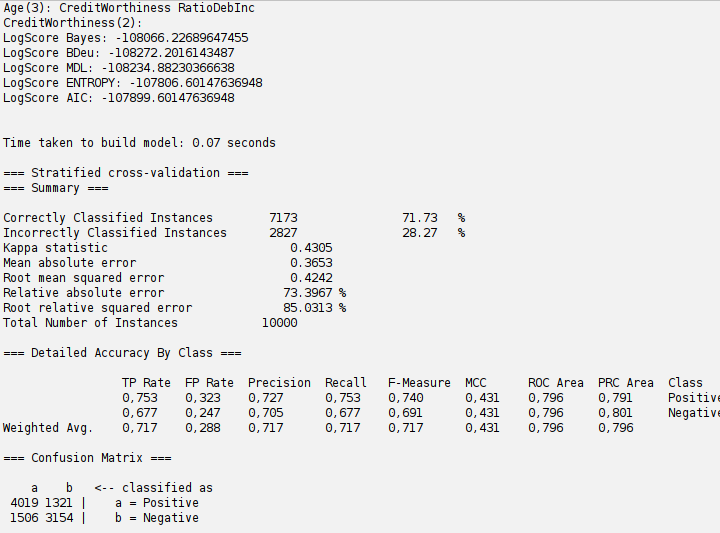 Age(3): CreditWorthiness RatioDebInc
CreditWorthiness(2):
LogScore Bayes: -108066.22689647455
LogScore BDeu: -108272.2016143487
LogScore MDL: -108234.88230366638
LogScore ENTROPY: -107806.60147636948
LogScore AIC: -107899.60147636948
Time taken to build model: 0.07 seconds
=== Stratified cross-validation ===
=== Summary ===
Correctly Classified Instances 7173 71.73 %
Incorrectly Classified Instances 2827 28.27 %
Kappa statistic 0.4305
Mean absolute error 0.3653
Root mean squared error 0.4242
Relative absolute error 73.3967 %
Root relative squared error 85.0313 %
Total Number of Instances 10000
=== Detailed Accuracy By Class ===
TP Rate FP Rate Precision Recall F-Measure MCC ROC Area PRC Area Class
0,753 0,323 0,727 0,753 0,740 0,431 0,796 0,791 Positive
0,677 0,247 0,705 0,677 0,691 0,431 0,796 0,801 Negative
Weighted Avg. 0,717 0,288 0,717 0,717 0,717 0,431 0,796 0,796
=== Confusion Matrix ===
a b <-- classified as
4019 1321 | a = Positive
1506 3154 | b = Negative